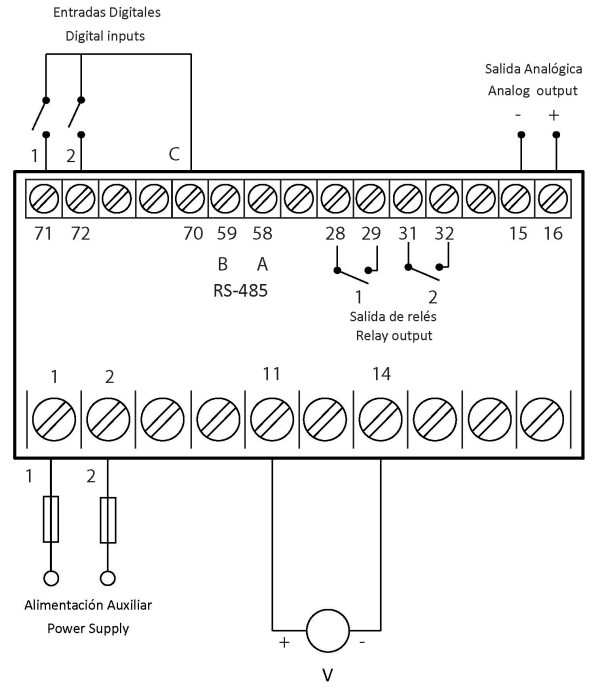 Entradas Digitales
Digital inputs
Salida Analógica
Analog output
- +
1 2 C
71 72 70 59 58 28 29 31 32 15 16
B A
RS-485
1 2
Salida de relés
Relay output
1 2 11 14
1 2
Alimentación Auxiliar
Power Supply
+ -
V